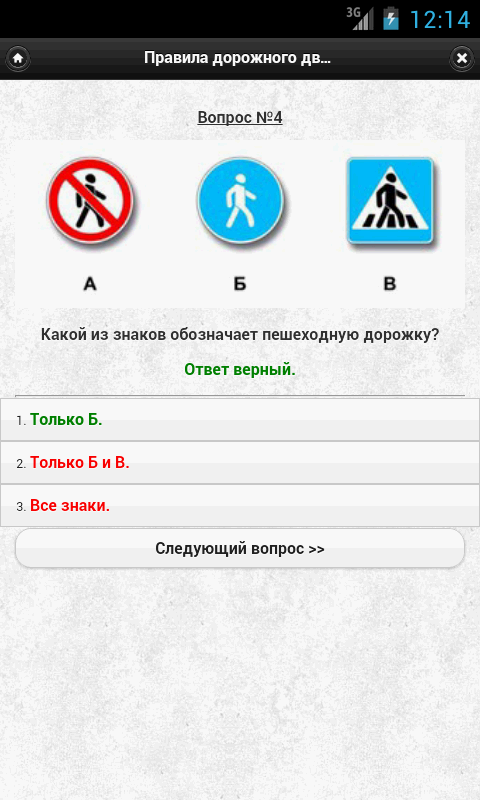 3G 12:14
Правила дорожного дв...
Вопрос №4
А Б В
Какой из знаков обозначает пешеходную дорожку?
Ответ верный.
1. Только Б.
2. Только Б и В.
3. Все знаки.
Следующий вопрос >>